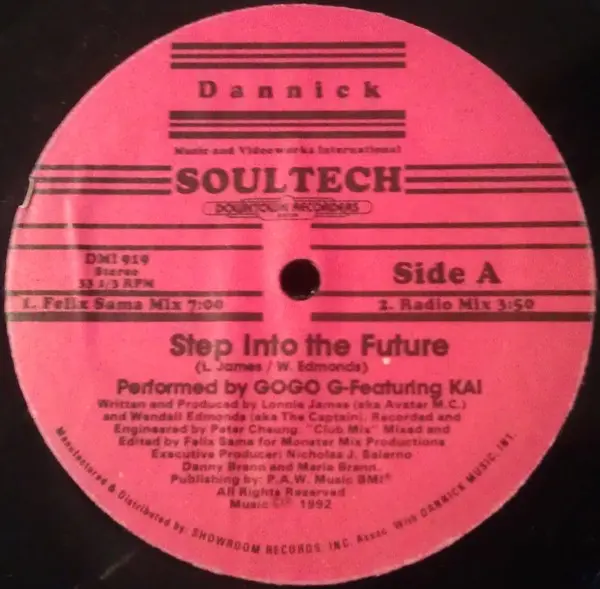 Dannick
Music and Videoworks International
SOULTECH
DOWNTOWN RECORDERS
DMI 919
Stereo
33 1/3 RPM
Side A
1. Felix Sama Mix 7:00
2. Radio Mix 3:50
Step Into the Future
(L. James / W. Edmonds)
Performed by GOGO G-Featuring KAI
Written and Produced by Lonnie James (aka Avatar M.C.)
and Wendall Edmonds (aka The Captain). Recorded and
Engineered by Peter Cheung. "Club Mix" Mixed and
Edited by Felix Sama for Monster Mix Productions
Executive Producer: Nicholas J. Salerno
Danny Brann and Maria Brann.
Publishing by: P.A.W. Music BMI®
All Rights Reserved
Music 1992
Manufactured & Distributed by: SHOWROOM RECORDS, INC. Assoc. With DANNICK MUSIC, INT.